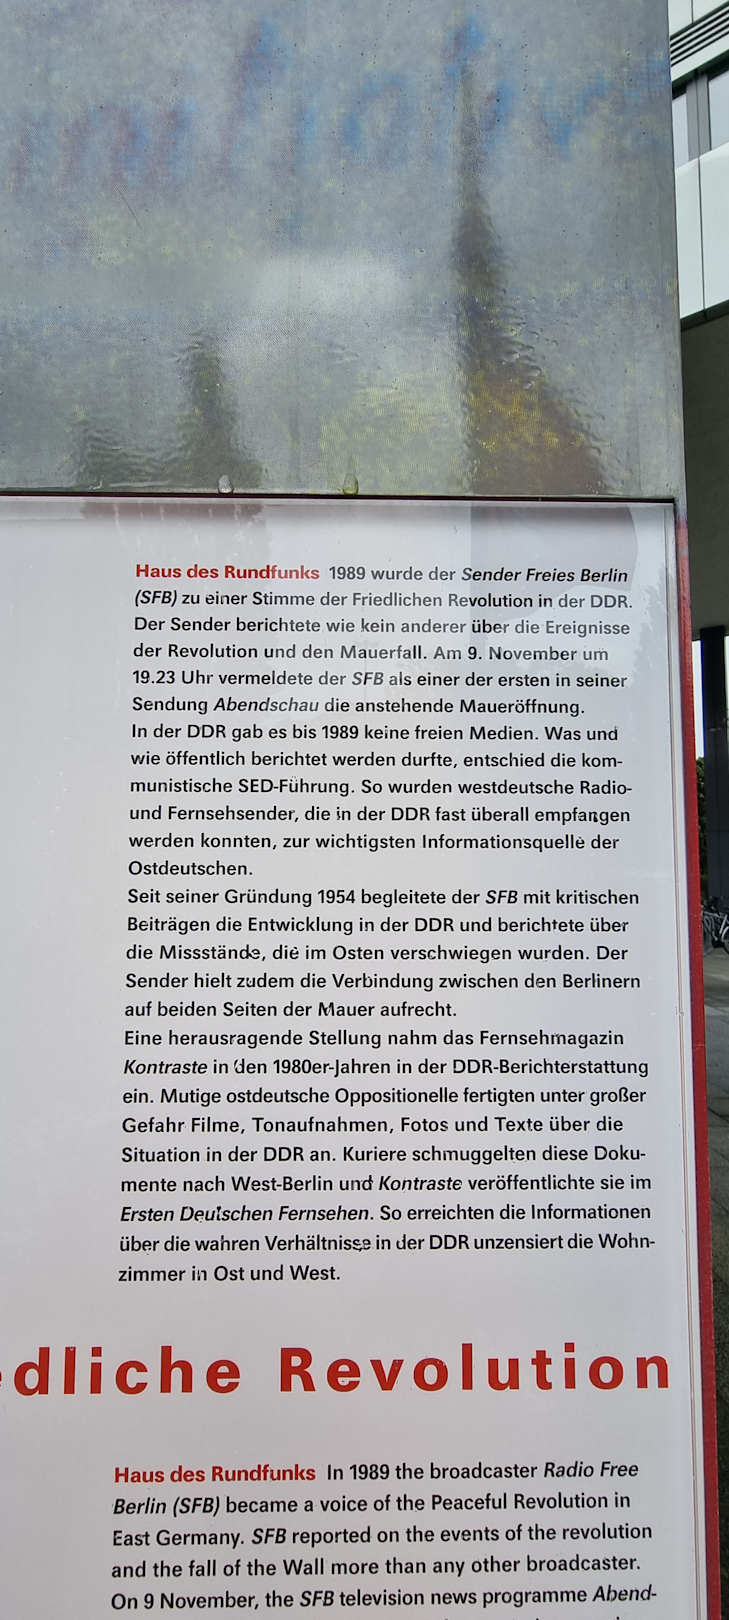 Haus des Rundfunks 1989 wurde der Sender Freies Berlin
(SFB) zu einer Stimme der Friedlichen Revolution in der DDR.
Der Sender berichtete wie kein anderer über die Ereignisse
der Revolution und den Mauerfall. Am 9. November um
19.23 Uhr vermeldete der SFB als einer der ersten in seiner
Sendung Abendschau die anstehende Maueröffnung.
In der DDR gab es bis 1989 keine freien Medien. Was und
wie öffentlich berichtet werden durfte, entschied die kom-
munistische SED-Führung. So wurden westdeutsche Radio-
und Fernsehsender, die in der DDR fast überall empfangen
werden konnten, zur wichtigsten Informationsquelle der
Ostdeutschen.
Seit seiner Gründung 1954 begleitete der SFB mit kritischen
Beiträgen die Entwicklung in der DDR und berichtete über
die Missstände, die im Osten verschwiegen wurden. Der
Sender hielt zudem die Verbindung zwischen den Berlinern
auf beiden Seiten der Mauer aufrecht.
Eine herausragende Stellung nahm das Fernsehmagazin
Kontraste in den 1980er-Jahren in der DDR-Berichterstattung
ein. Mutige ostdeutsche Oppositionelle fertigten unter großer
Gefahr Filme, Tonaufnahmen, Fotos und Texte über die
Situation in der DDR an. Kuriere schmuggelten diese Doku-
mente nach West-Berlin und Kontraste veröffentlichte sie im
Ersten Deutschen Fernsehen. So erreichten die Informationen
über die wahren Verhältnisse in der DDR unzensiert die Wohn-
zimmer in Ost und West.
edliche Revolution
Haus des Rundfunks In 1989 the broadcaster Radio Free
Berlin (SFB) became a voice of the Peaceful Revolution in
East Germany. SFB reported on the events of the revolution
and the fall of the Wall more than any other broadcaster.
On 9 November, the SFB television news programme Abend-